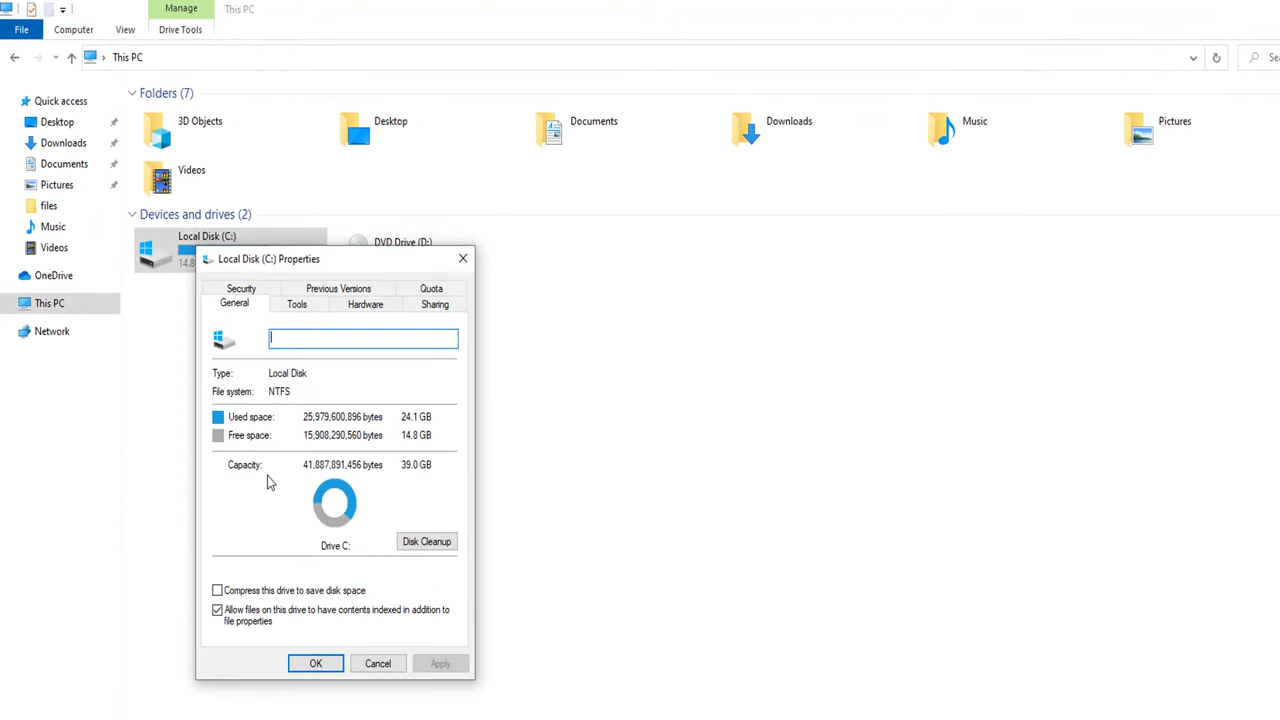 Manage
This PC
File
Computer
View
Drive Tools
This PC
Sea
Quick access
Desktop
Downloads
Documents
Pictures
files
Music
Videos
OneDrive
This PC
Network
Folders (7)
3D Objects
Desktop
Documents
Downloads
Music
Pictures
Videos
Devices and drives (2)
Local Disk (C:)
14.8
DVD Drive (D:)
Local Disk (C:) Properties
Security
Previous Versions
Quota
General
Tools
Hardware
Sharing
Type: Local Disk
File system: NTFS
Used space: 25,979,600,896 bytes 24.1 GB
Free space: 15,908,290,560 bytes 14.8 GB
Capacity: 41,887,891,456 bytes 39.0 GB
Drive C:
Disk Cleanup
Compress this drive to save disk space
Allow files on this drive to have contents indexed in addition to
file properties
OK
Cancel
Apply